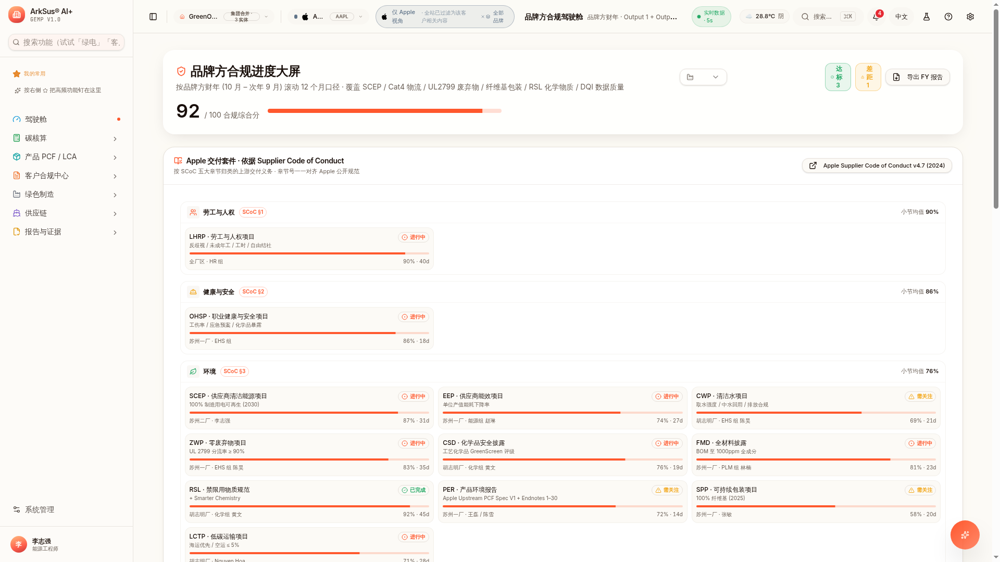 ArkSus® AI+
GEMP V1.0
搜索功能（试试「绿电」「客.
我的常用
按右侧 ☆ 把高频功能钉在这里
驾驶舱
碳核算
产品 PCF / LCA
客户合规中心
绿色制造
供应链
报告与证据
系统管理
李
李志强
能源工程师
GreenO...
集团合并 ·
3 实体
A...
AAPL
仅 Apple
视角
· 全站已过滤为该客
户相关内容
×
全部
品牌
品牌方合规驾驶舱
品牌方财年 · Output 1 + Outp...
实时数据
· 5s
28.8°C 阴
搜索...
⌘K
4
中文
品牌方合规进度大屏
按品牌方财年 (10 月 – 次年 9 月) 滚动 12 个月口径 · 覆盖 SCEP / Cat4 物流 / UL2799 废弃物 / 纤维基包装 / RSL 化学物质 / DQI 数据质量
达
标
3
差
距
1
导出 FY 报告
92 / 100 合规综合分
Apple 交付套件 · 依据 Supplier Code of Conduct
按 SCoC 五大章节归类的上游交付义务 · 章节号一一对齐 Apple 公开规范
Apple Supplier Code of Conduct v4.7 (2024)
劳工与人权 SCoC §1
小节均值 90%
LHRP · 劳工与人权项目
进行中
反歧视 / 未成年工 / 工时 / 自由结社
全厂区 · HR 组
90% · 40d
健康与安全 SCoC §2
小节均值 86%
OHSP · 职业健康与安全项目
进行中
工伤率 / 应急预案 / 化学品暴露
苏州一厂 · EHS 组
86% · 18d
环境 SCoC §3
小节均值 76%
SCEP · 供应商清洁能源项目
进行中
100% 制造用电可再生 (2030)
苏州二厂 · 李志强
87% · 31d
EEP · 供应商能效项目
进行中
单位产值能耗下降率
苏州一厂 · 能源组 赵琳
74% · 27d
CWP · 清洁水项目
需关注
取水强度 / 中水回用 / 排放合规
胡志明厂 · EHS 组 陈昊
69% · 21d
ZWP · 零废弃物项目
进行中
UL 2799 分流率 ≥ 90%
苏州一厂 · EHS 组 陈昊
83% · 35d
CSD · 化学品安全披露
进行中
工艺化学品 GreenScreen 评级
胡志明厂 · 化学组 黄文
76% · 19d
FMD · 全材料披露
进行中
BOM 至 1000ppm 全成分
苏州一厂 · PLM 组 林楠
81% · 23d
RSL · 禁限用物质规范
已完成
+ Smarter Chemistry
胡志明厂 · 化学组 黄文
92% · 45d
PER · 产品环境报告
需关注
Apple Upstream PCF Spec V1 + Endnotes 1–30
苏州一厂 · 王磊 / 陈雪
72% · 14d
SPP · 可持续包装项目
需关注
100% 纤维基 (2025)
苏州一厂 · 张敏
58% · 20d
LCTP · 低碳运输项目
进行中
海运优先 / 空运 ≤ 5%
胡志明厂 · Nguyen Hoa
71% · 28d